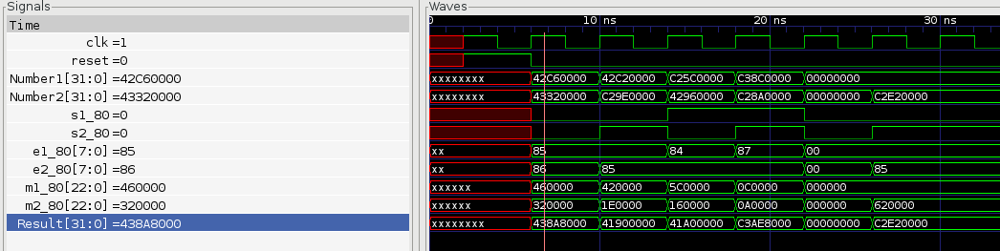 Signals
Waves
Time
0 10 ns 20 ns 30 ns
clk =1
reset =0
Number1[31:0] =42C60000 xxxxxxxx 42C60000 42C20000 C25C0000 C38C0000 00000000
Number2[31:0] =43320000 xxxxxxxx 43320000 C29E0000 42960000 C28A0000 00000000 C2E20000
s1_80 =0
s2_80 =0
e1_80[7:0] =85 xx 85 84 87 00
e2_80[7:0] =86 xx 86 85 00 85
m1_80[22:0] =460000 xxxxxx 460000 420000 5C0000 0C0000 000000
m2_80[22:0] =320000 xxxxxx 320000 1E0000 160000 0A0000 000000 620000
Result[31:0] =438A8000 xxxxxxxx 438A8000 41900000 41A00000 C3AE8000 00000000 C2E20000